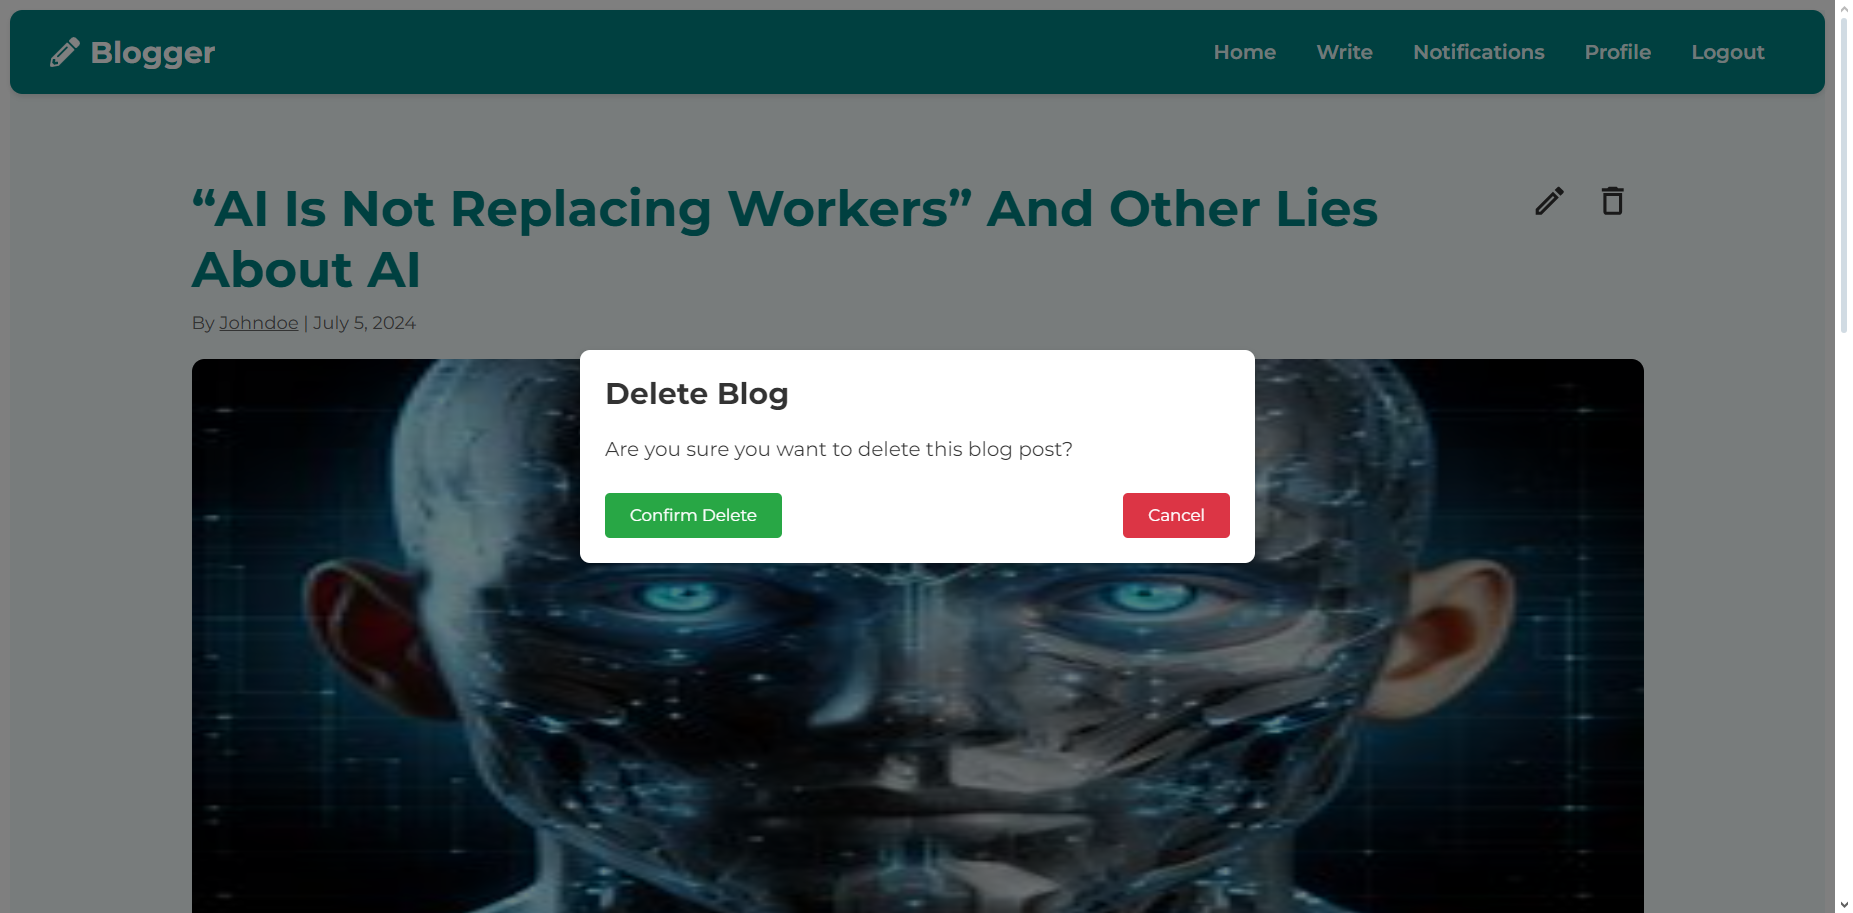 Blogger
Home Write Notifications Profile Logout
“AI Is Not Replacing Workers” And Other Lies
About AI
By Johndoe | July 5, 2024
Delete Blog
Are you sure you want to delete this blog post?
Confirm Delete Cancel